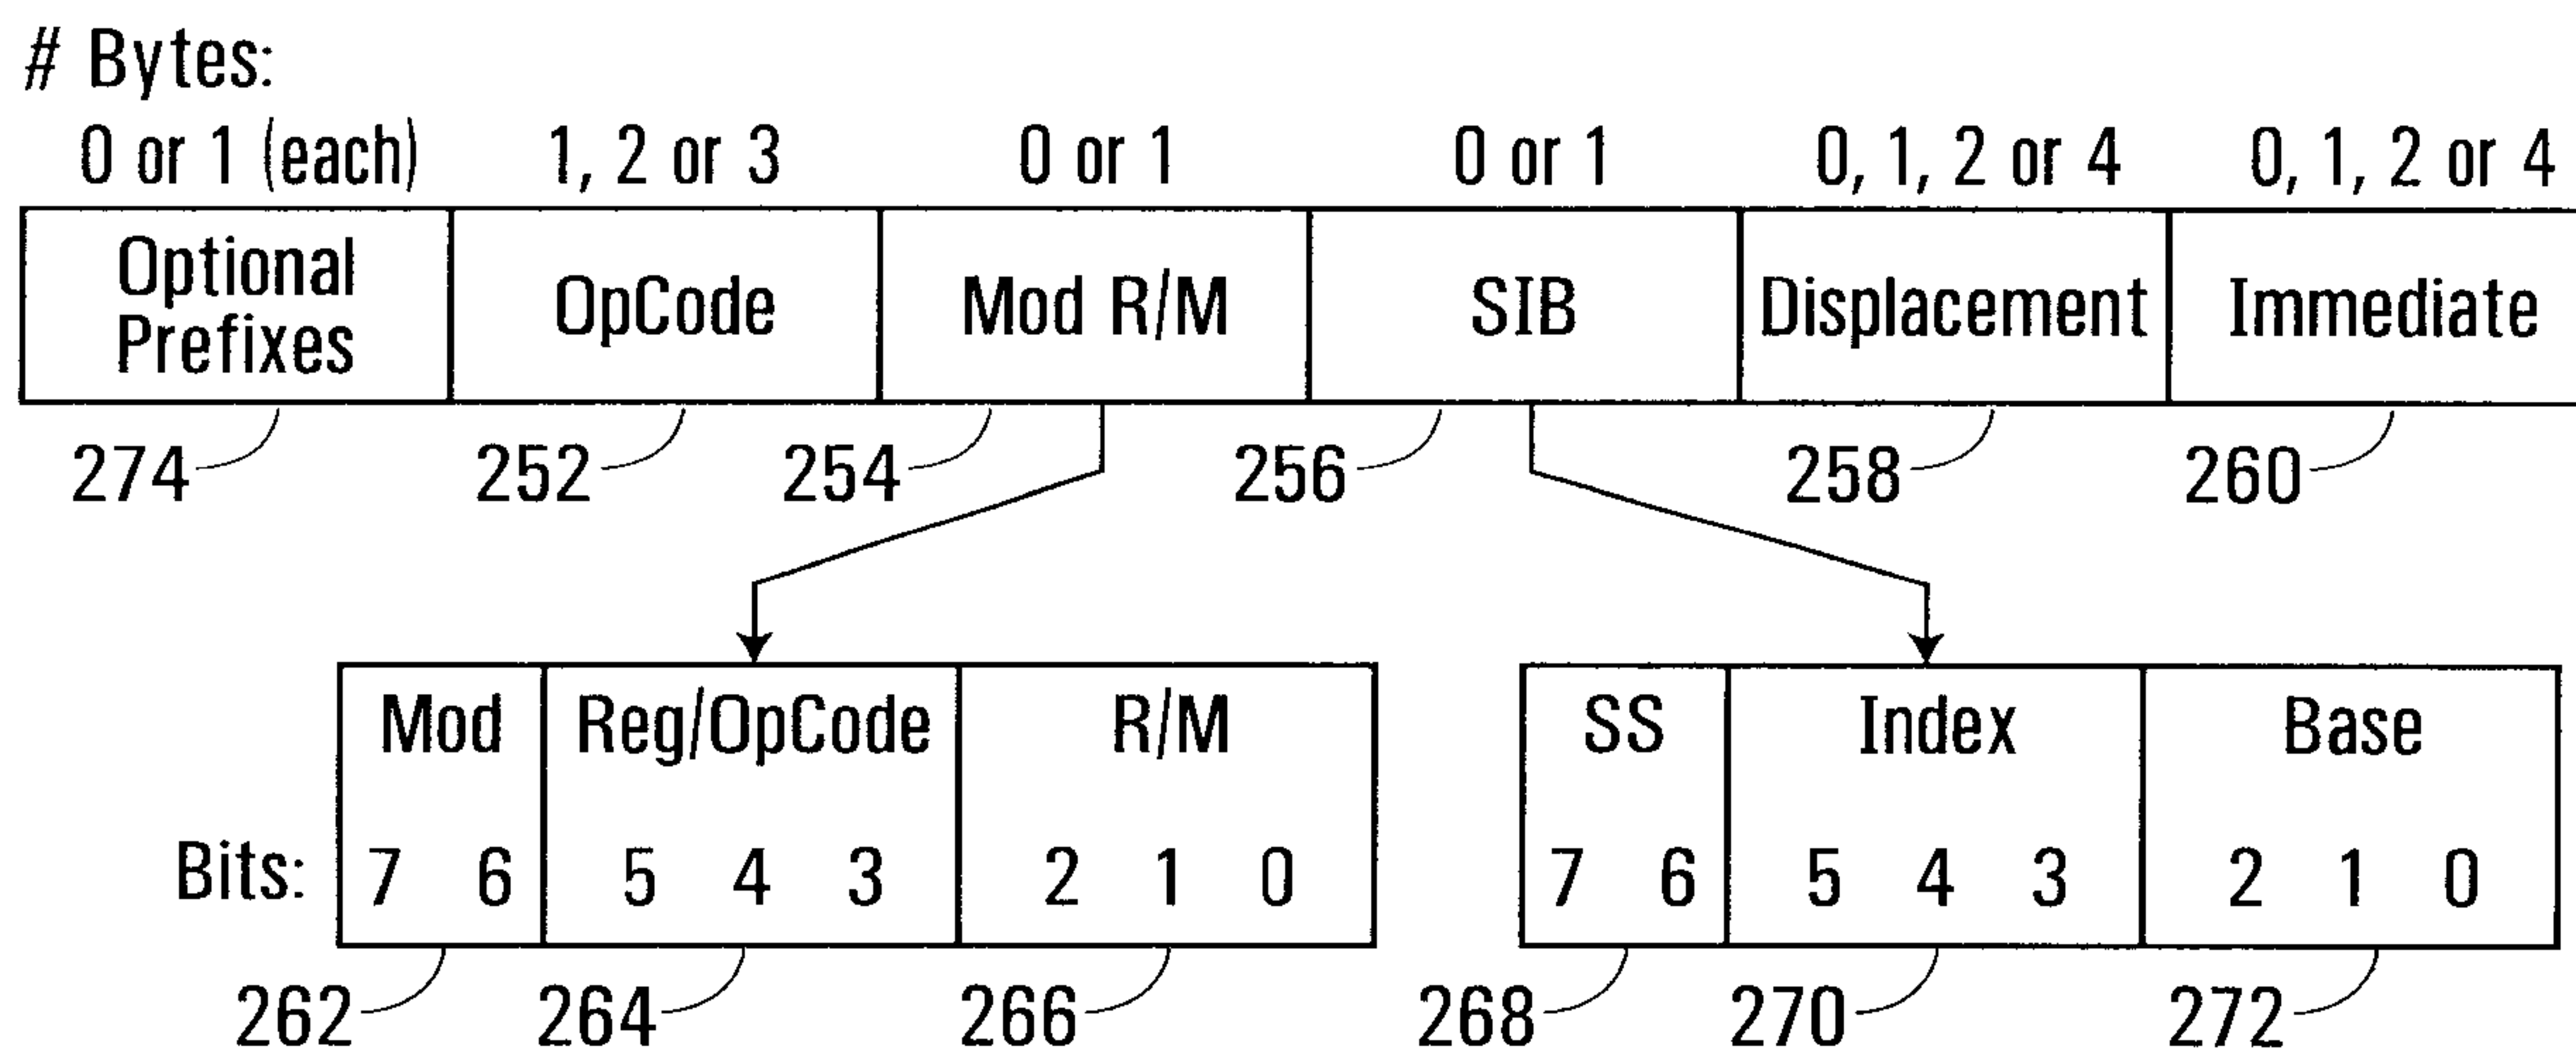 # Bytes:
0 or 1 (each) 1, 2 or 3 0 or 1 0 or 1 0, 1, 2 or 4 0, 1, 2 or 4
Optional
Prefixes
OpCode Mod R/M SIB Displacement Immediate
274 252 254 256 258 260
Mod Reg/OpCode R/M SS Index Base
Bits: 7 6 5 4 3 2 1 0 7 6 5 4 3 2 1 0
262 264 266 268 270 272